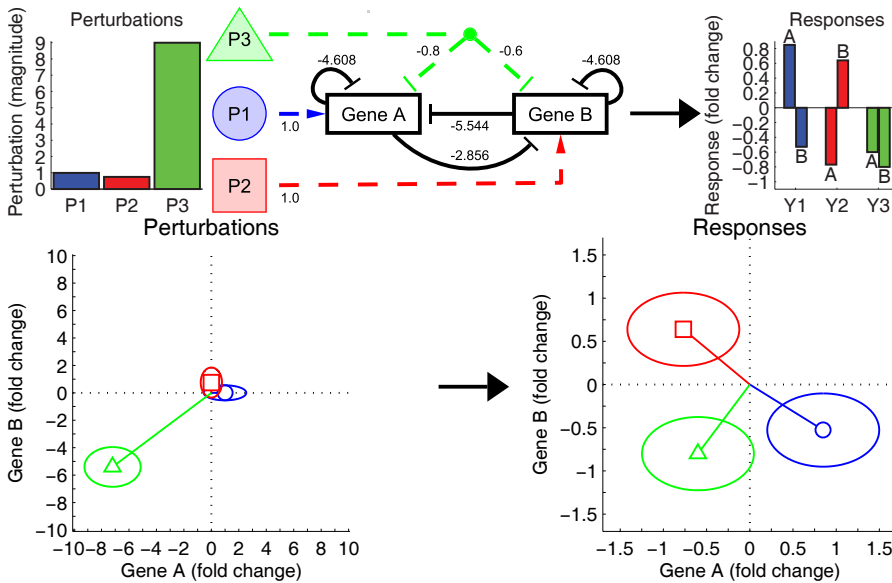 Perturbations
Perturbation (magnitude)
9
8
7
6
5
4
3
2
1
0
P1 P2 P3
P3
P1
P2
1.0
1.0
-0.8
-0.6
-4.608
-4.608
Gene A
Gene B
-5.544
-2.856
Responses
Response (fold change)
0.8
0.6
0.4
0.2
0
−0.2
−0.4
−0.6
−0.8
−1
A
B
A
B
A
B
Y1 Y2 Y3
Perturbations
Gene B (fold change)
10
8
6
4
2
0
−2
−4
−6
−8
−10
−10 −8 −6 −4 −2 0 2 4 6 8 10
Gene A (fold change)
Responses
Gene B (fold change)
1.5
1
0.5
0
−0.5
−1
−1.5
−1.5 −1 −0.5 0 0.5 1 1.5
Gene A (fold change)